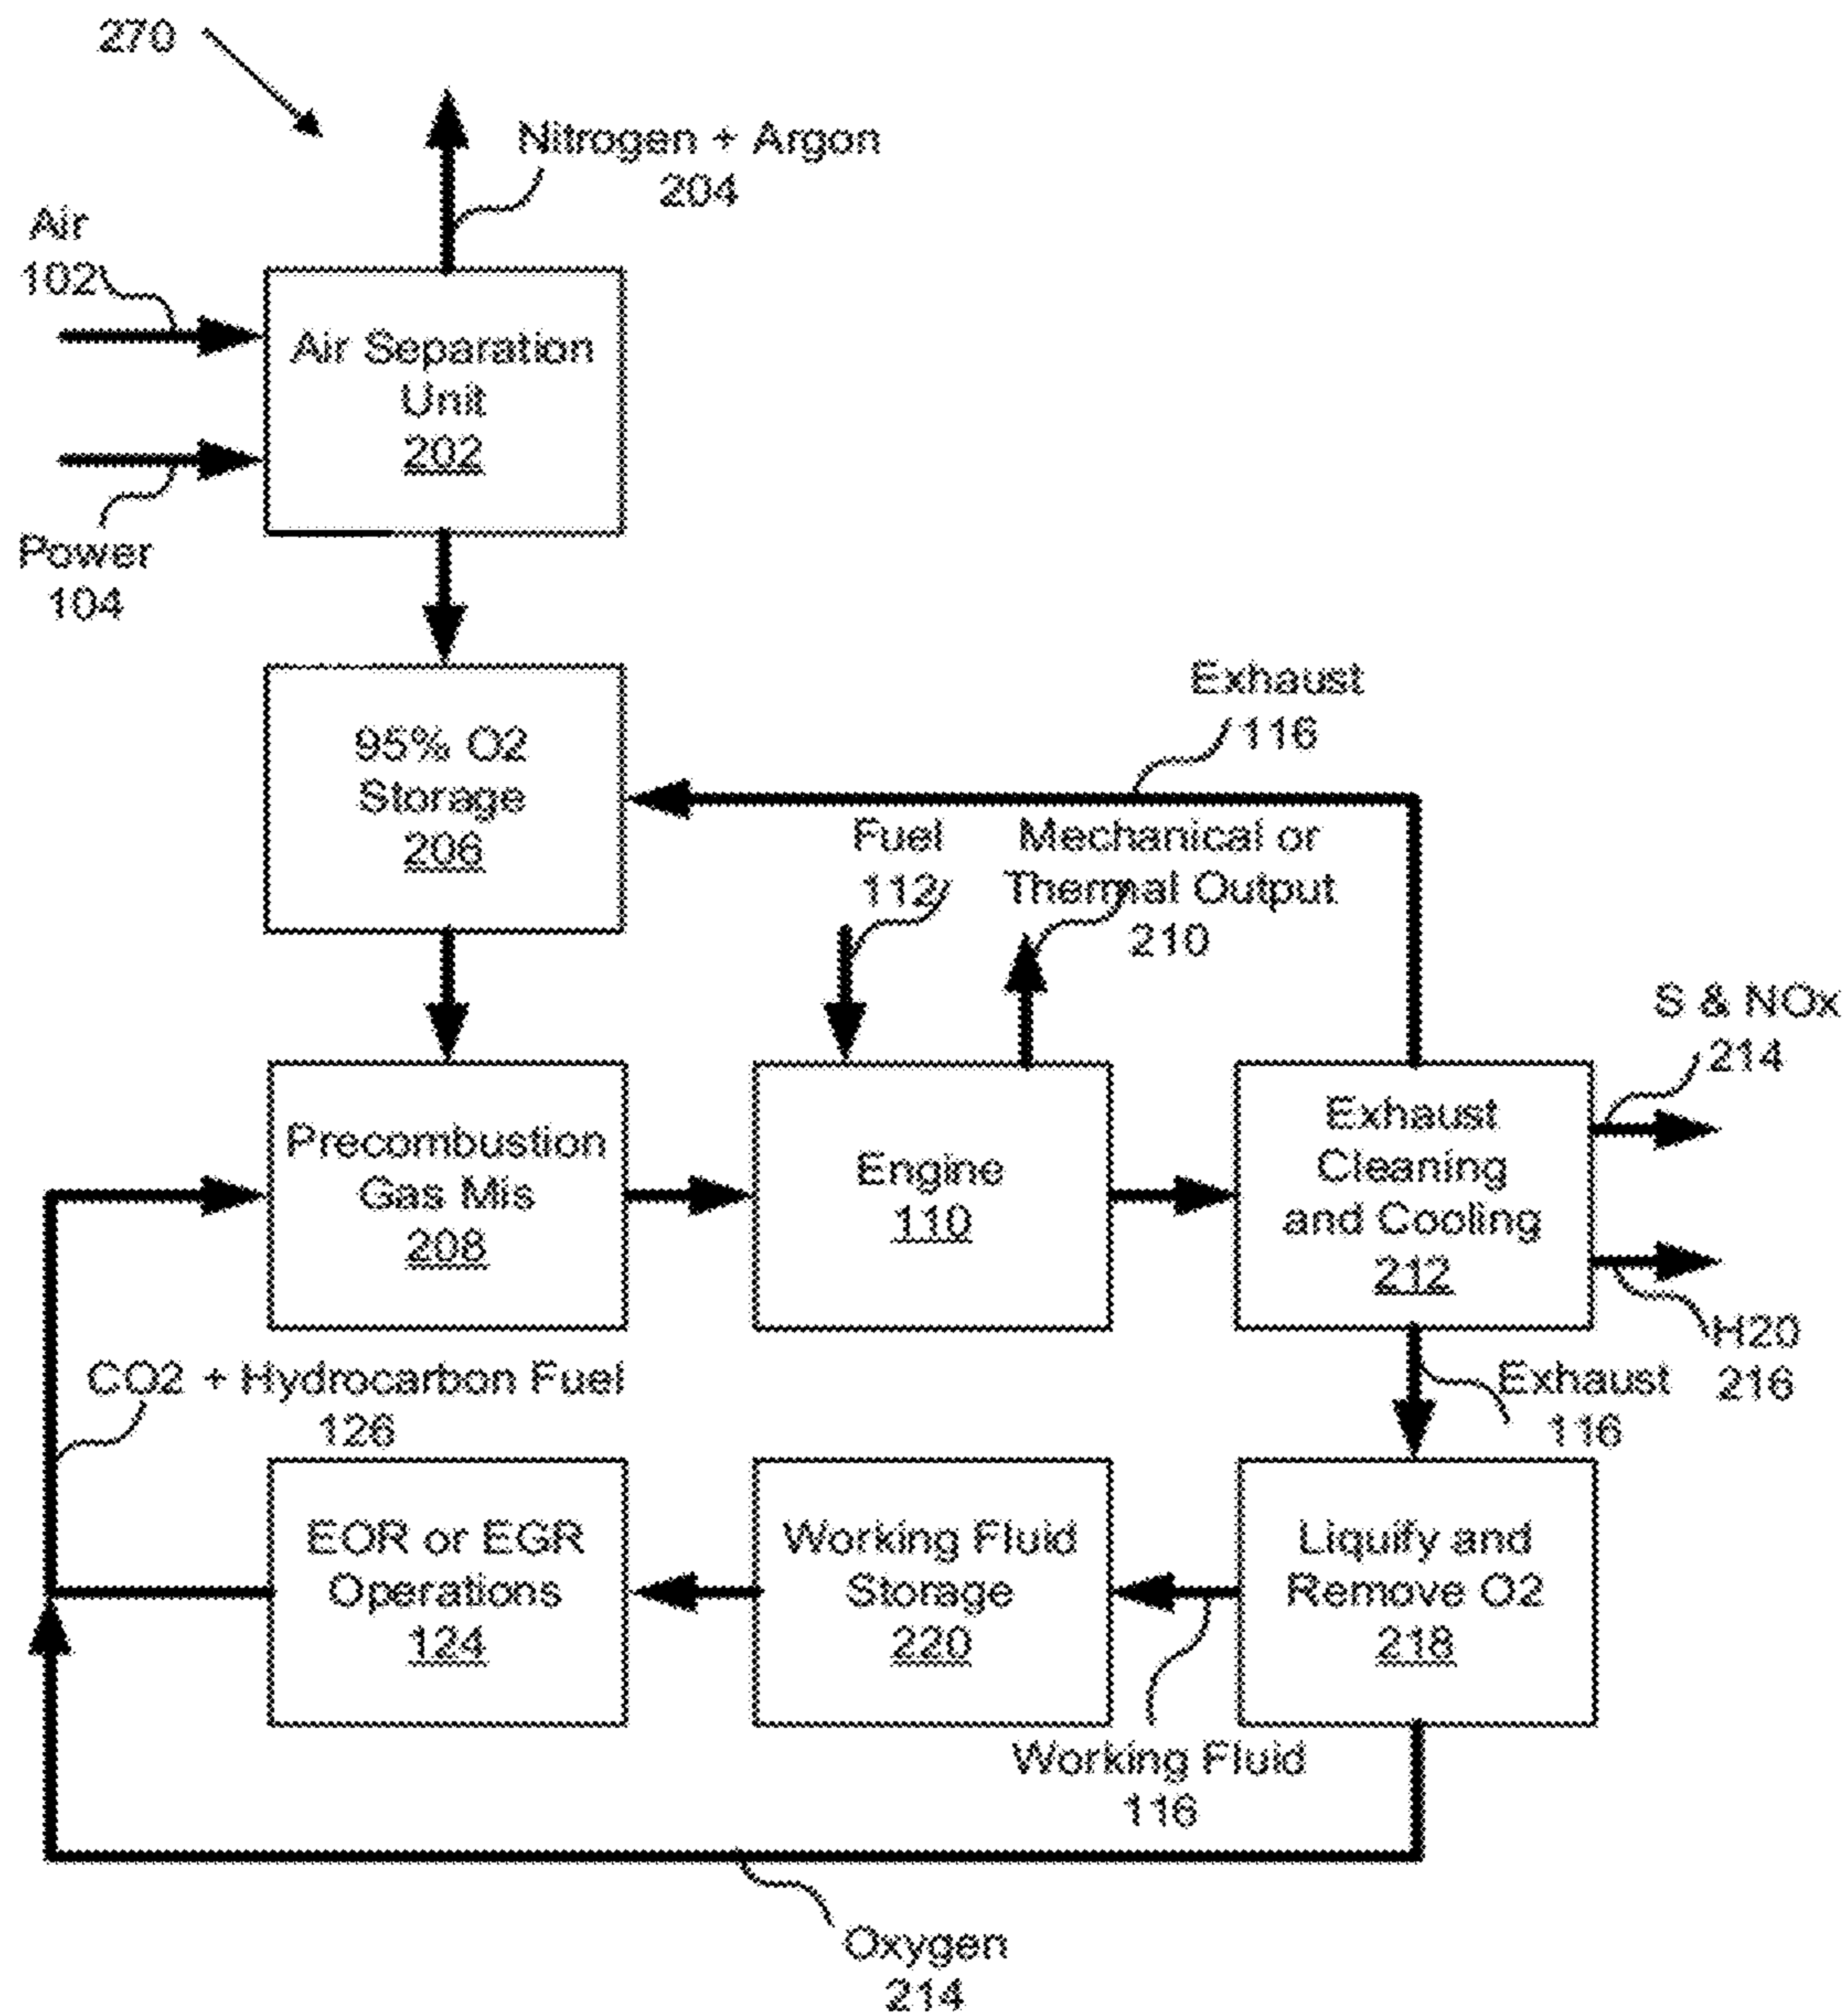 270
Nitrogen + Argon
204
Air
102
Air Separation
Unit
202
Power
104
Exhaust
116
95% O2
Storage
206
Fuel
112
Mechanical or
Thermal Output
210
S & NOx
214
Precombustion
Gas Mis
208
Engine
110
Exhaust
Cleaning
and Cooling
212
H20
216
CO2 + Hydrocarbon Fuel
126
Exhaust
116
EOR or EGR
Operations
124
Working Fluid
Storage
220
Liquify and
Remove O2
218
Working Fluid
116
Oxygen
214